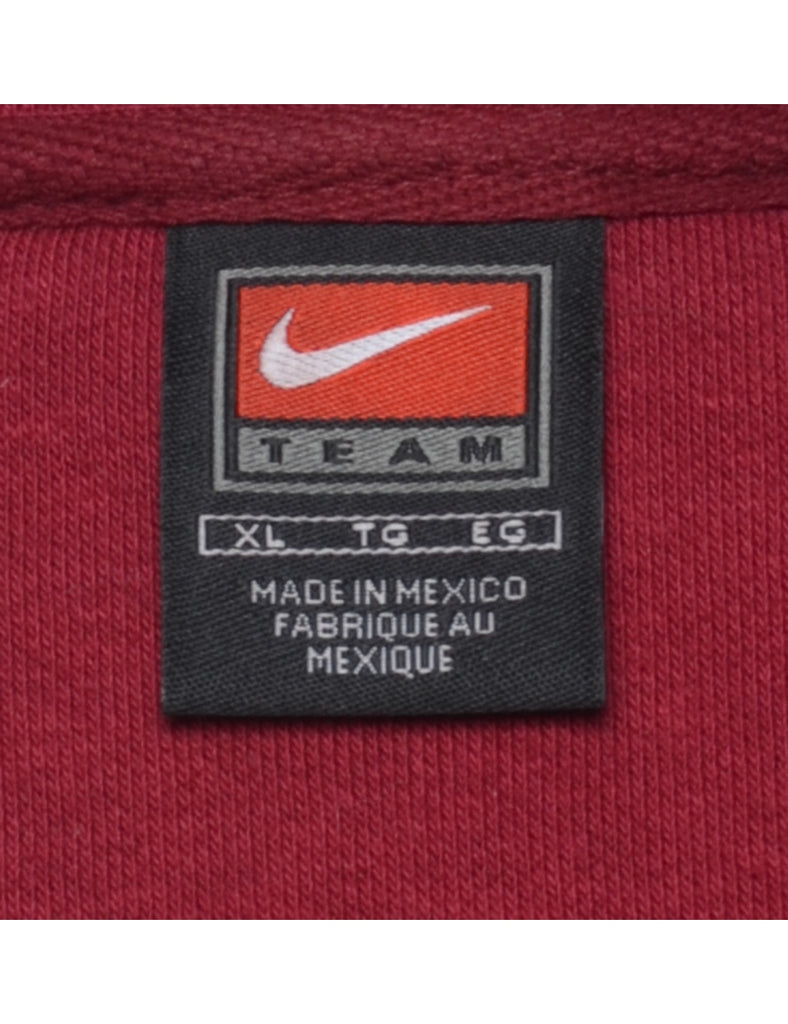 TEAM
XL TG EG
MADE IN MEXICO
FABRIQUE AU
MEXIQUE